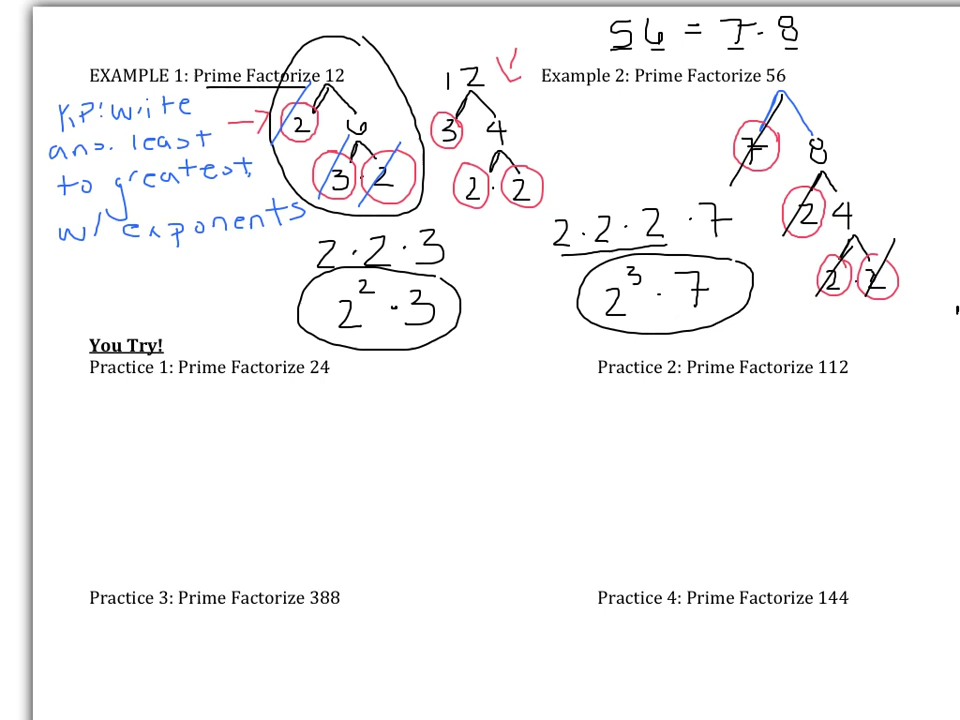 56 = 7 · 8
EXAMPLE 1: Prime Factorize 12
2 6
3 · 2
K.P! Write
ans. least
to greatest,
w/ exponents
12
3 4
2 · 2
2 · 2 · 3
2² · 3
Example 2: Prime Factorize 56
7 8
2 4
2 · 2
2 · 2 · 2 · 7
2³ · 7
You Try!
Practice 1: Prime Factorize 24
Practice 2: Prime Factorize 112
Practice 3: Prime Factorize 388
Practice 4: Prime Factorize 144